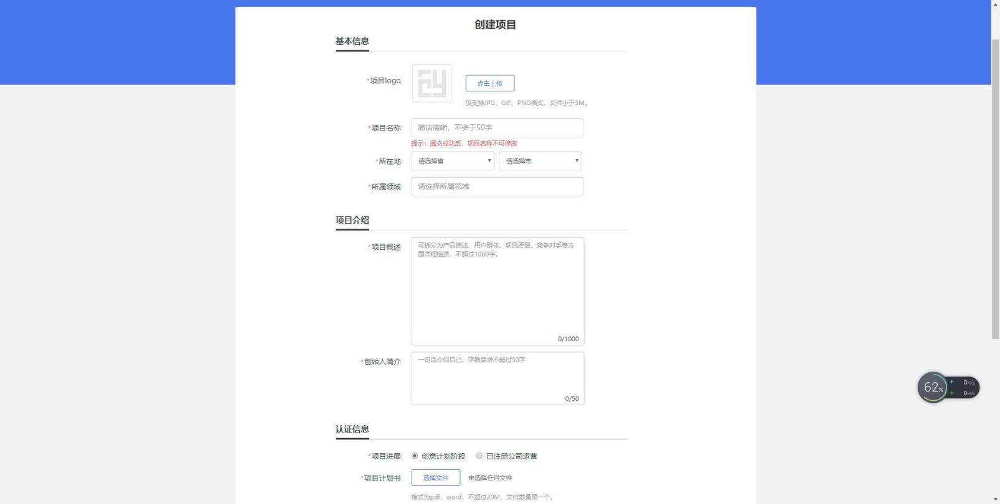 创建项目
基本信息
*项目logo
点击上传
仅支持JPG、GIF、PNG格式，文件小于3M。
*项目名称
简洁清晰，不多于50字
提示：提交成功后，项目名称不可修改
*所在地
请选择省
请选择市
*所属领域
请选择所属领域
项目介绍
*项目概述
可拆分为产品描述、用户群体、项目愿景、竞争对手等方
面详细描述，不超过1000字。
0/1000
*创始人简介
一句话介绍自己，字数要求不超过50字
0/50
62%
0K/s
0K/s
认证信息
*项目进展
创意计划阶段
已注册公司运营
*项目计划书
选择文件
未选择任何文件
格式为pdf、word，不超过20M，文件数量限一个。